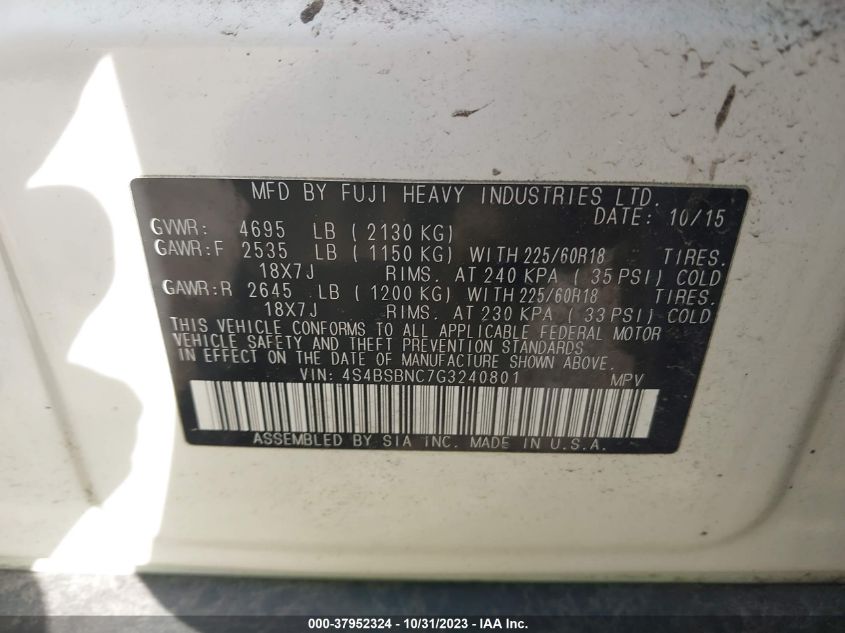 MFD BY FUJI HEAVY INDUSTRIES LTD.
DATE: 10/15
GVWR: 4695 LB ( 2130 KG)
GAWR:F 2535 LB ( 1150 KG) WITH 225/60R18 TIRES.
18X7J RIMS. AT 240 KPA ( 35 PSI) COLD
GAWR:R 2645 LB ( 1200 KG) WITH 225/60R18 TIRES.
18X7J RIMS. AT 230 KPA ( 33 PSI) COLD
THIS VEHICLE CONFORMS TO ALL APPLICABLE FEDERAL MOTOR
VEHICLE SAFETY AND THEFT PREVENTION STANDARDS
IN EFFECT ON THE DATE OF MANUFACTURE SHOWN ABOVE.
VIN: 4S4BSBNC7G3240801 MPV
ASSEMBLED BY SIA INC. MADE IN U.S.A.
000-37952324 - 10/31/2023 - IAA Inc.